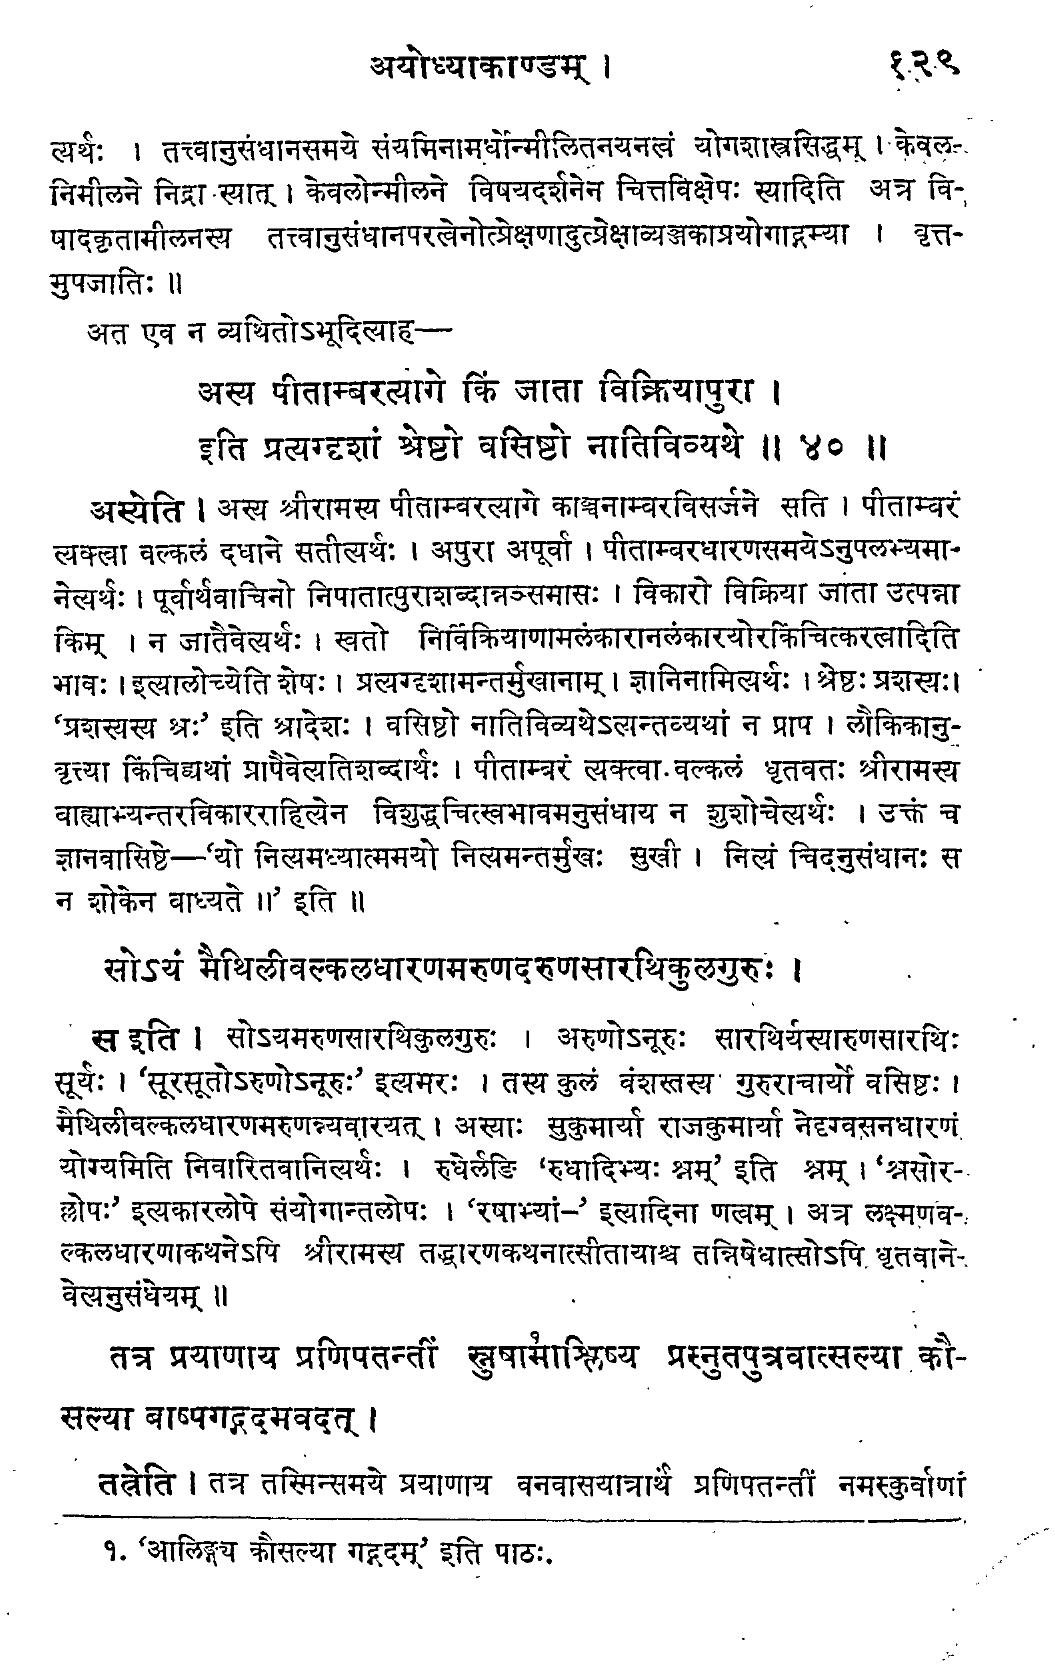 अयोध्याकाण्डम् । १२९
त्यर्थः । तत्त्वानुसंधानसमये संयमिनामर्धोन्मीलितनयनत्वं योगशास्त्रसिद्धम् । केवल-
निमीलने निद्रा स्यात् । केवलोन्मीलने विषयदर्शनेन चित्तविक्षेपः स्यादिति अत्र वि-
षादकृतामीलनस्य तत्त्वानुसंधानपरत्वेनोत्प्रेक्षणादुत्प्रेक्षाव्यञ्जकाप्रयोगाद्गम्या । वृत्त-
मुपजातिः ॥
अत एव न व्यथितोऽभूदित्याह—
अस्य पीताम्बरत्यागे किं जाता विक्रियापुरा ।
इति प्रत्यग्दृशां श्रेष्ठो वसिष्ठो नातिविव्यथे ॥ ४० ॥
अस्येति । अस्य श्रीरामस्य पीताम्बरत्यागे काञ्चनाम्बरविसर्जने सति । पीताम्बरं
त्यक्त्वा वल्कलं दधाने सतीत्यर्थः । अपुरा अपूर्वा । पीताम्बरधारणसमयेऽनुपलभ्यमा-
नेत्यर्थः । पूर्वार्थवाचिनो निपातात्पुराशब्दान्नञ्समासः । विकारो विक्रिया जाता उत्पन्ना
किम् । न जातैवेत्यर्थः । स्वतो निर्विक्रियाणामलंकारानलंकारयोरकिंचित्करत्वादिति
भावः । इत्यालोच्येति शेषः । प्रत्यग्दृशामन्तर्मुखानाम् । ज्ञानिनामित्यर्थः । श्रेष्ठः प्रशस्यः ।
‘प्रशस्यस्य श्रः’ इति श्रादेशः । वसिष्ठो नातिविव्यथेऽत्यन्तव्यथां न प्राप । लौकिकानु-
वृत्त्या किंचिद्यथां प्रापैवेत्यतिशब्दार्थः । पीताम्बरं त्यक्त्वा वल्कलं धृतवतः श्रीरामस्य
वाह्याभ्यन्तरविकारराहित्येन विशुद्धचित्स्वभावमनुसंधाय न शुशोचेत्यर्थः । उक्तं च
ज्ञानवासिष्ठे—‘यो नित्यमध्यात्ममयो नित्यमन्तर्मुखः सुखी । नित्यं चिदनुसंधानः स
न शोकेन वाध्यते ॥’ इति ॥
सोऽयं मैथिलीवल्कलधारणमरुणदरुणसारथिकुलगुरुः ।
स इति । सोऽयमरुणसारथिकुलगुरुः । अरुणोऽनूरुः सारथिर्यस्यारुणसारथिः
सूर्यः । ‘सूरसूतोऽरुणोऽनूरुः’ इत्यमरः । तस्य कुलं वंशस्तस्य गुरुराचार्यो वसिष्ठः ।
मैथिलीवल्कलधारणमरुणन्न्यवारयत् । अस्याः सुकुमार्या राजकुमार्या नेदृग्वसनधारणं
योग्यमिति निवारितवानित्यर्थः । रुधेर्लङि ‘रुधादिभ्यः श्नम्’ इति श्नम् । ‘श्नसोर-
ल्लोपः’ इत्यकारलोपे संयोगान्तलोपः । ‘रषाभ्यां–’ इत्यादिना णत्वम् । अत्र लक्ष्मणव-
ल्कलधारणाकथनेऽपि श्रीरामस्य तद्धारणकथनात्सीतायाश्च तन्निषेधात्सोऽपि धृतवाने-
वेत्यनुसंधेयम् ॥
तत्र प्रयाणाय प्रणिपतन्तीं स्नुषामा१श्लिष्य प्रस्नुतपुत्रवात्सल्या कौ-
सल्या बाष्पगद्गदमवदत् ।
तत्रेति । तत्र तस्मिन्समये प्रयाणाय वनवासयात्रार्थं प्रणिपतन्तीं नमस्कुर्वाणां
१. ‘आलिङ्ग्य कौसल्या गद्गदम्’ इति पाठः.